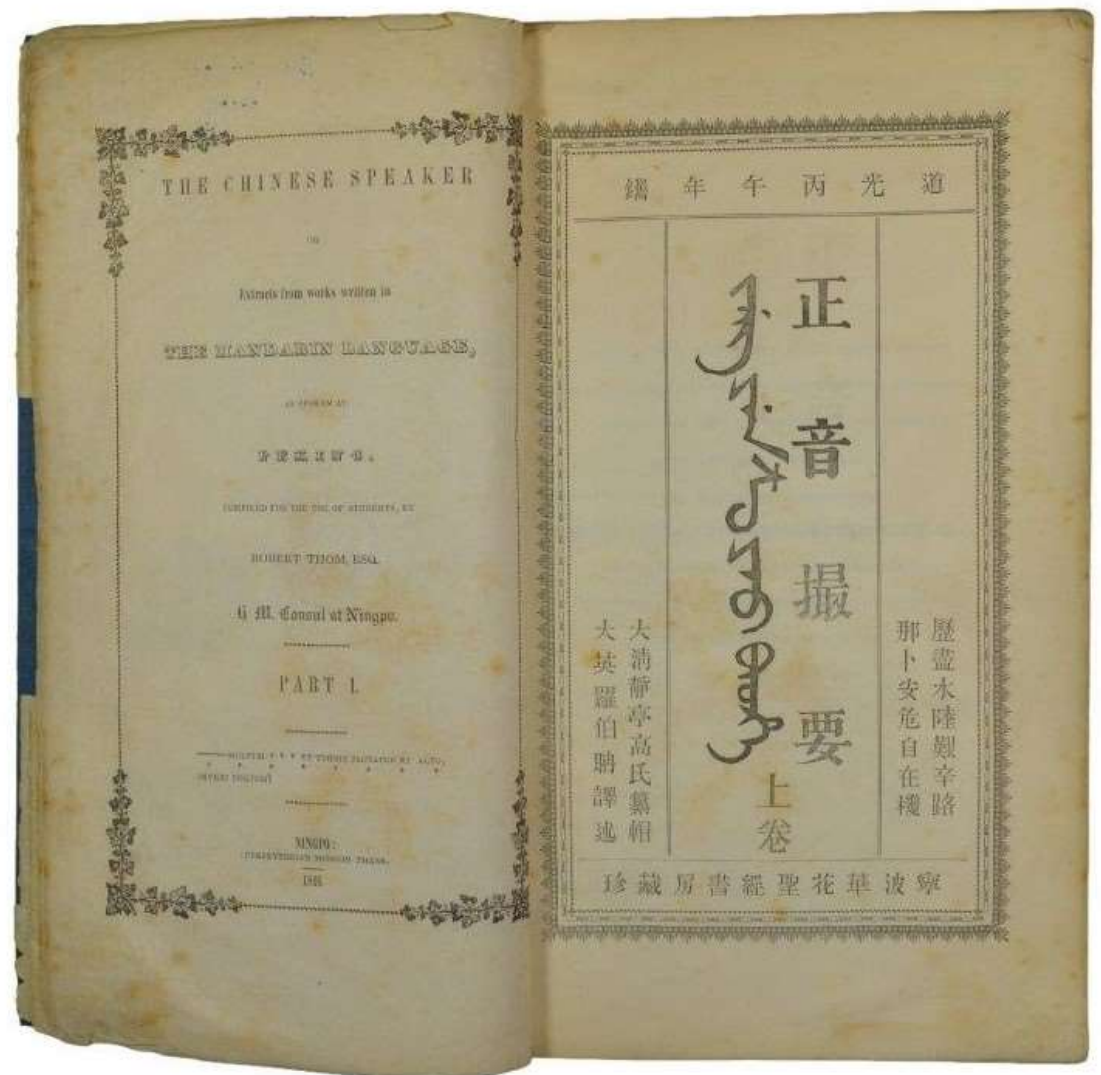 THE CHINESE SPEAKER
OR
Extracts from works written in
THE MANDARIN LANGUAGE,
AS SPOKEN AT
PEKING.
COMPILED FOR THE USE OF STUDENTS, BY
ROBERT THOM, ESQ.
H. M. Consul at Ningpo.
PART I.
NINGPO:
PRESBYTERIAN MISSION PRESS.
1846.
道光丙午年鐫
歷盡水陸艱辛路
那卜安危自在機
正音撮要
上卷
大清靜亭高氏纂輯
大英羅伯聃譯述
寧波華花聖經書房藏珍